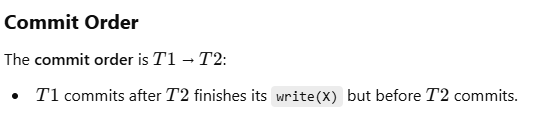 Commit Order
The commit order is T1 → T2:
• T1 commits after T2 finishes its write(X) but before T2 commits.